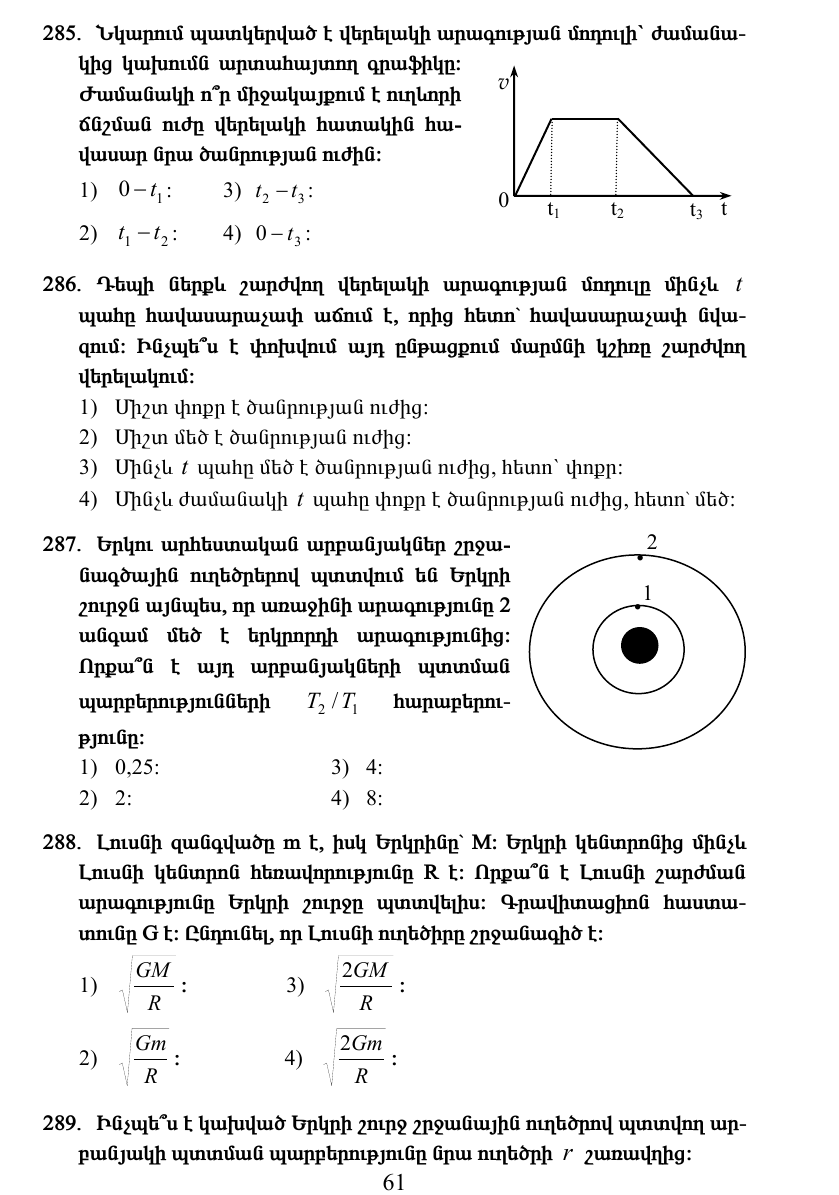 285. Նկարում պատկերված է վերելակի արագության մոդուլի՝ ժամանա-
կից կախումն արտահայտող գրաֆիկը:
Ժամանակի ո՞ր միջակայքում է ուղևորի
ճնշման ուժը վերելակի հատակին հա-
վասար նրա ծանրության ուժին:
1) 0 – t₁: 3) t₂ – t₃:
2) t₁ – t₂: 4) 0 – t₃:
v
0 t₁ t₂ t₃ t
286. Դեպի ներքև շարժվող վերելակի արագության մոդուլը մինչև t
պահը հավասարաչափ աճում է, որից հետո՝ հավասարաչափ նվա-
զում: Ինչպե՞ս է փոխվում այդ ընթացքում մարմնի կշիռը շարժվող
վերելակում:
1) Միշտ փոքր է ծանրության ուժից:
2) Միշտ մեծ է ծանրության ուժից:
3) Մինչև t պահը մեծ է ծանրության ուժից, հետո՝ փոքր:
4) Մինչև ժամանակի t պահը փոքր է ծանրության ուժից, հետո՝ մեծ:
287. Երկու արհեստական արբանյակներ շրջա-
նագծային ուղեծրերով պտտվում են Երկրի
շուրջն այնպես, որ առաջինի արագությունը 2
անգամ մեծ է երկրորդի արագությունից:
Որքա՞ն է այդ արբանյակների պտտման
պարբերությունների T₂ / T₁ հարաբերու-
թյունը:
1) 0,25: 3) 4:
2) 2: 4) 8:
2
1
288. Լուսնի զանգվածը m է, իսկ Երկրինը՝ M: Երկրի կենտրոնից մինչև
Լուսնի կենտրոն հեռավորությունը R է: Որքա՞ն է Լուսնի շարժման
արագությունը Երկրի շուրջը պտտվելիս: Գրավիտացիոն հաստա-
տունը G է: Ընդունել, որ Լուսնի ուղեծիրը շրջանագիծ է:
1) √(GM/R): 3) √(2GM/R):
2) √(Gm/R): 4) √(2Gm/R):
289. Ինչպե՞ս է կախված Երկրի շուրջ շրջանային ուղեծրով պտտվող ար-
բանյակի պտտման պարբերությունը նրա ուղեծրի r շառավղից:
61